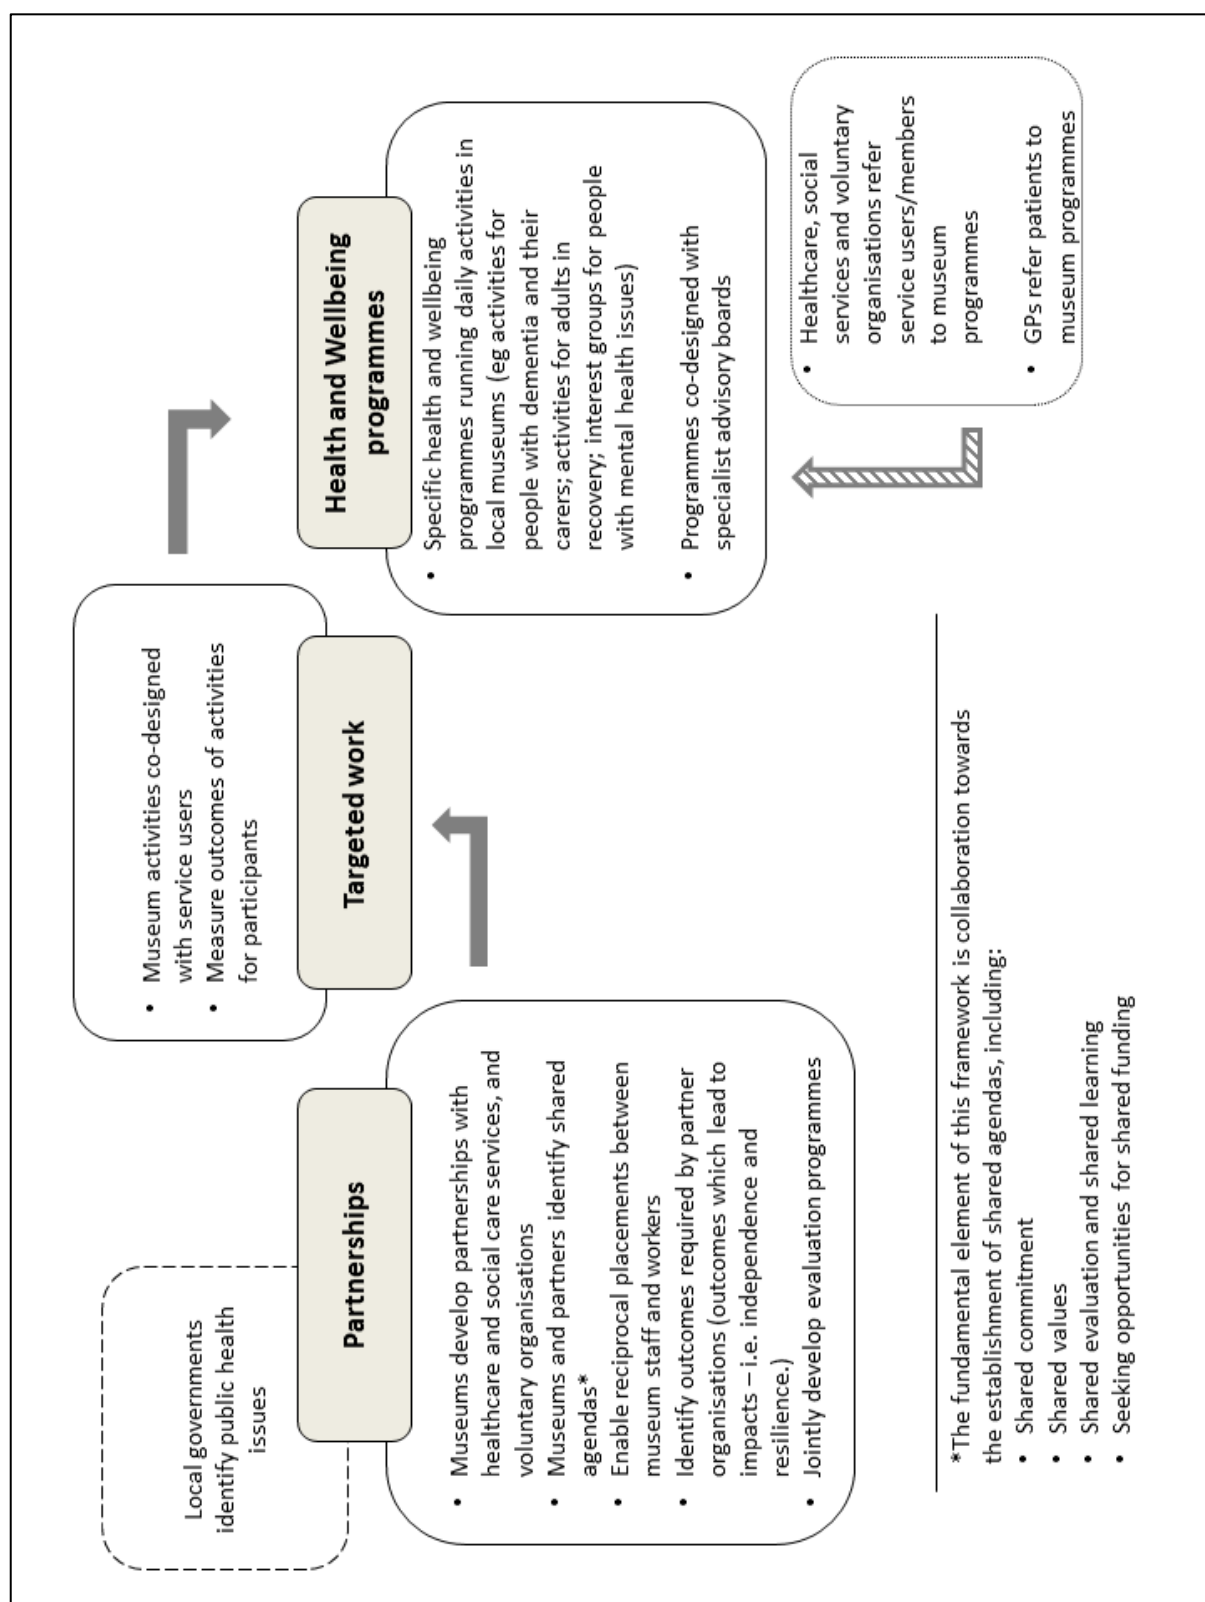 Local governments
identify public health
issues
Partnerships
• Museums develop partnerships with
healthcare and social care services, and
voluntary organisations
• Museums and partners identify shared
agendas*
• Enable reciprocal placements between
museum staff and workers
• Identify outcomes required by partner
organisations (outcomes which lead to
impacts – i.e. independence and
resilience.)
• Jointly develop evaluation programmes
• Museum activities co-designed
with service users
• Measure outcomes of activities
for participants
Targeted work
Health and Wellbeing
programmes
• Specific health and wellbeing
programmes running daily activities in
local museums (eg activities for
people with dementia and their
carers; activities for adults in
recovery; interest groups for people
with mental health issues)
• Programmes co-designed with
specialist advisory boards
• Healthcare, social
services and voluntary
organisations refer
service users/members
to museum
programmes
• GPs refer patients to
museum programmes
*The fundamental element of this framework is collaboration towards
the establishment of shared agendas, including:
• Shared commitment
• Shared values
• Shared evaluation and shared learning
• Seeking opportunities for shared funding